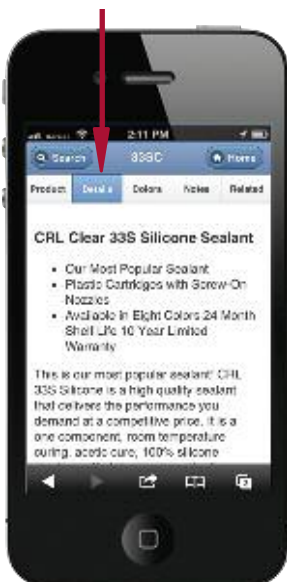 2:11 PM
Search 33SC Home
Product Details Colors Notes Related
CRL Clear 33S Silicone Sealant
• Our Most Popular Sealant
• Plastic Cartridges with Screw-On
Nozzles
• Available in Eight Colors 24 Month
Shelf Life 10 Year Limited
Warranty
This is our most popular sealant! CRL
33S Silicone is a high quality sealant
that delivers the performance you
demand at a competitive price. It is a
one component, room temperature
curing, acetic cure, 100% silicone